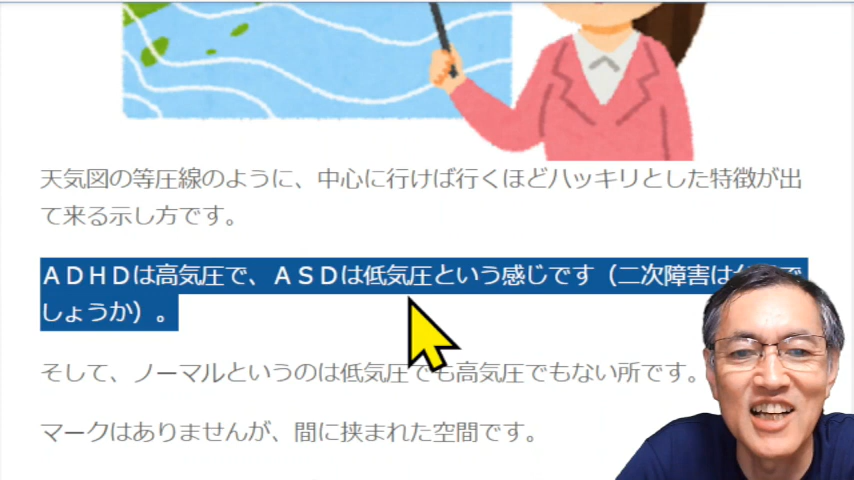 天気図の等圧線のように、中心に行けば行くほどハッキリとした特徴が出
て来る示し方です。
ＡＤＨＤは高気圧で、ＡＳＤは低気圧という感じです（二次障害は
しょうか）。
そして、ノーマルというのは低気圧でも高気圧でもない所です。
マークはありませんが、間に挟まれた空間です。